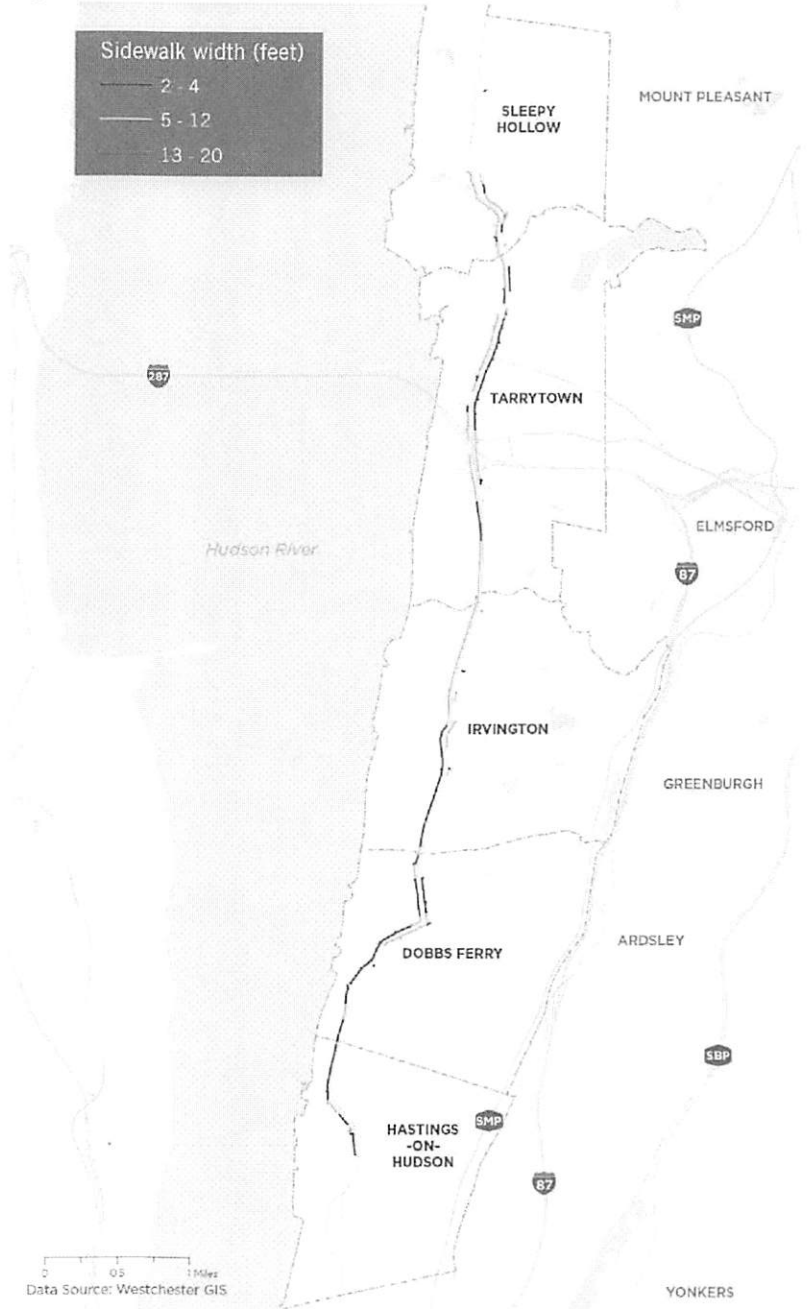 Sidewalk width (feet)
2 - 4
5 - 12
13 - 20
SLEEPY
HOLLOW
MOUNT PLEASANT
SMP
287
TARRYTOWN
ELMSFORD
Hudson River
87
IRVINGTON
GREENBURGH
ARDSLEY
DOBBS FERRY
SBP
HASTINGS
-ON-
HUDSON
SMP
87
0 0.5 1 Miles
Data Source: Westchester GIS
YONKERS